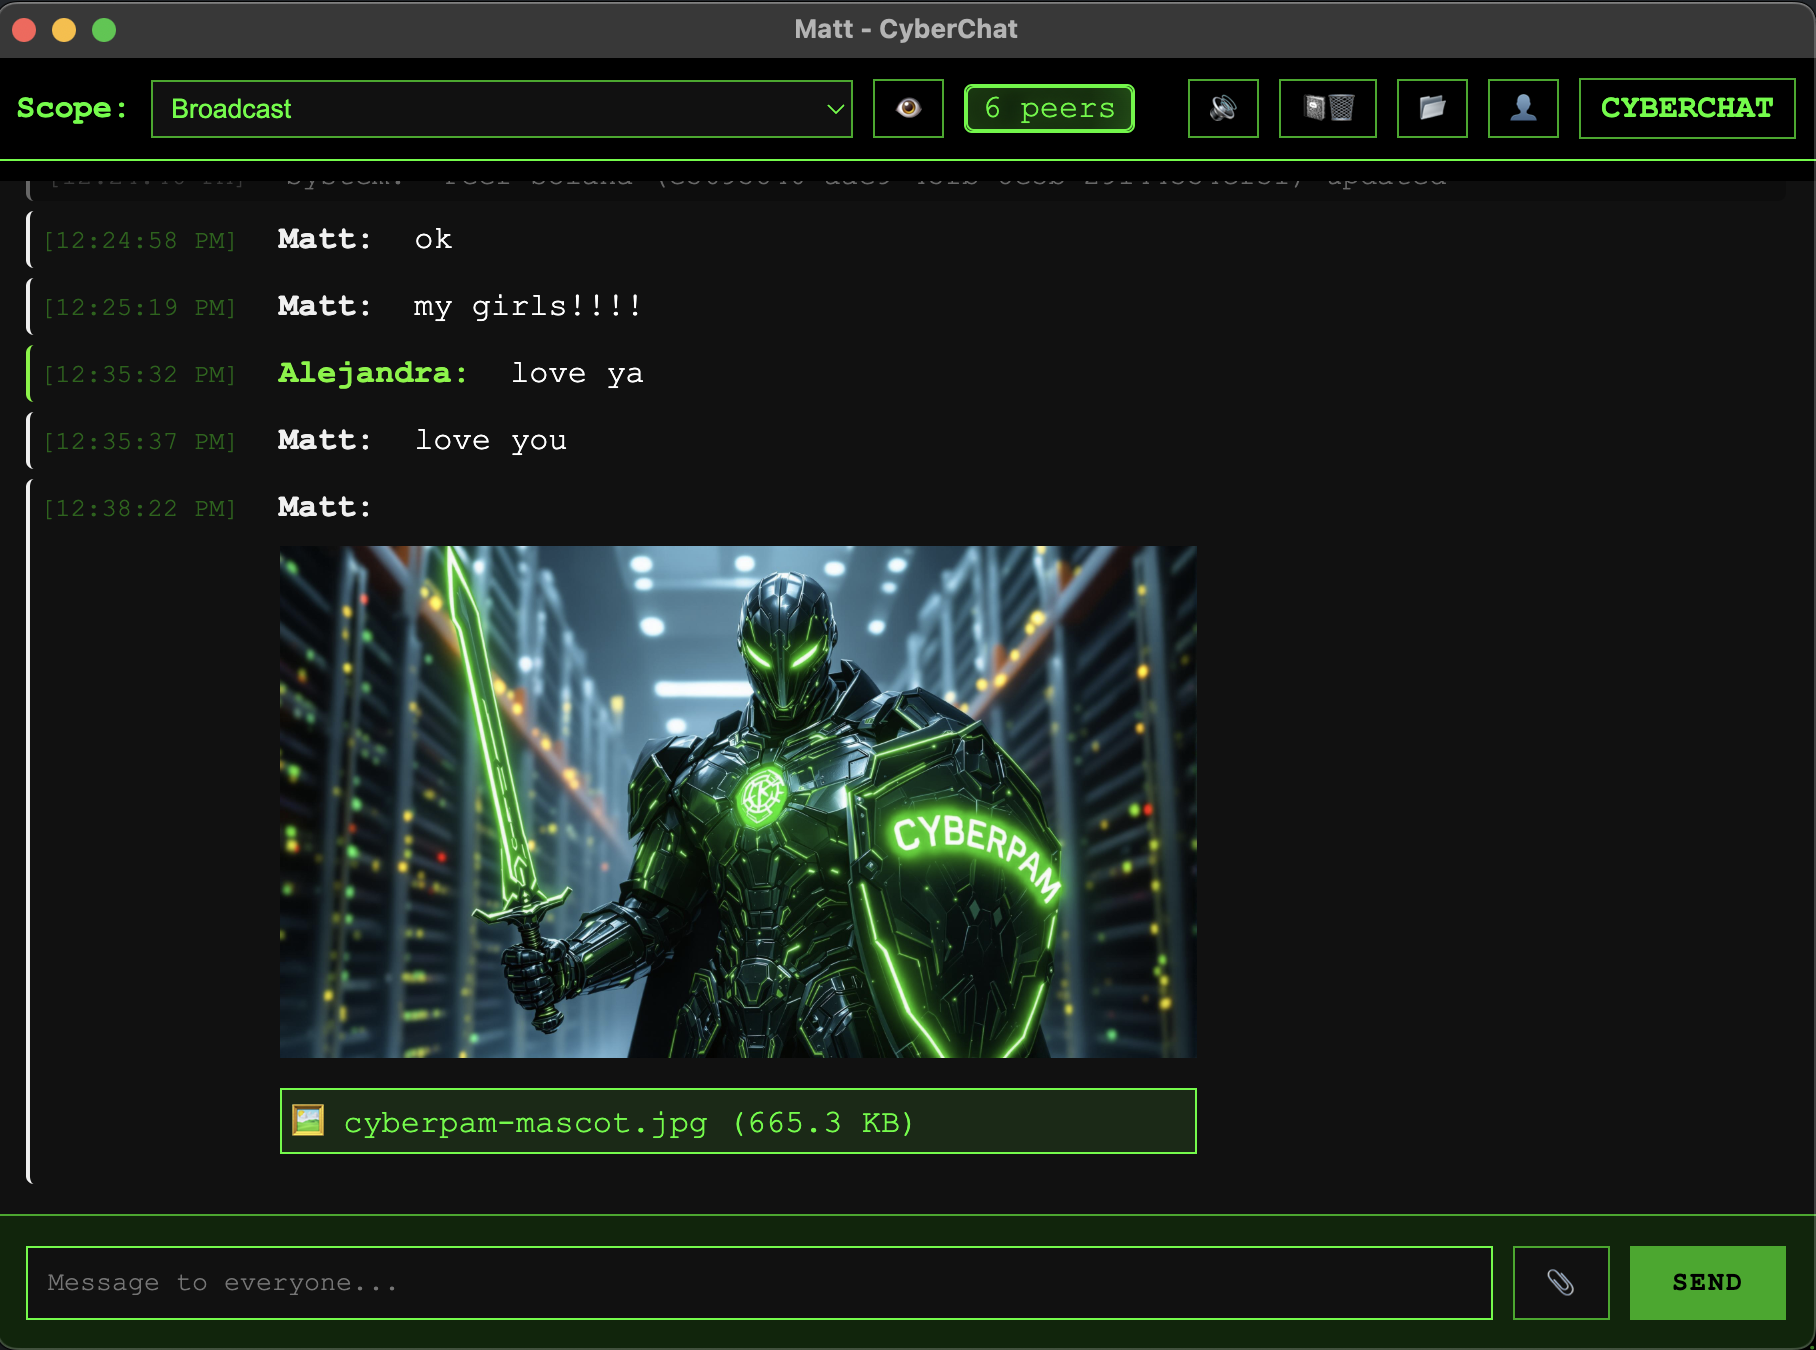 Matt - CyberChat
Scope: Broadcast 6 peers CYBERCHAT
[12:24:58 PM] Matt: ok
[12:25:19 PM] Matt: my girls!!!!
[12:35:32 PM] Alejandra: love ya
[12:35:37 PM] Matt: love you
[12:38:22 PM] Matt:
CYBERPAM
cyberpam-mascot.jpg (665.3 KB)
Message to everyone...
SEND